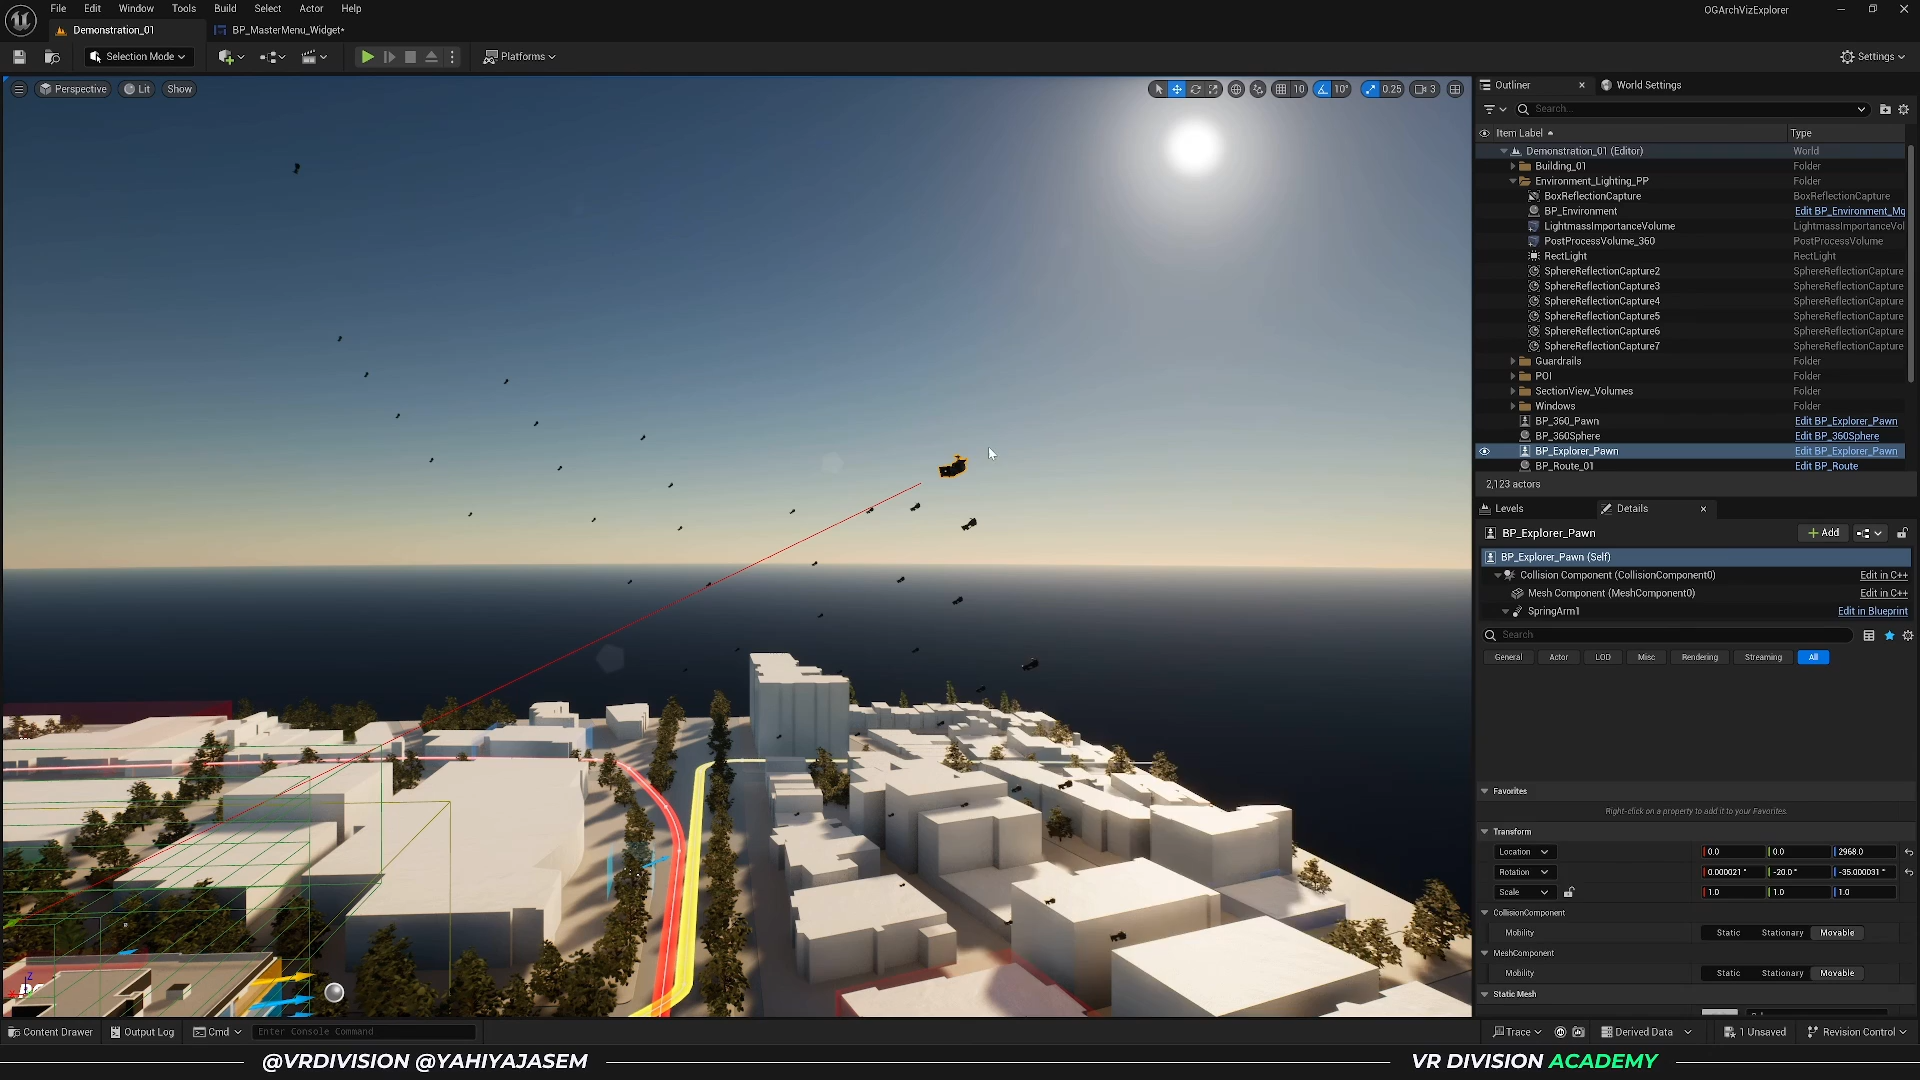 File Edit Window Tools Build Select Actor Help
OGArchVizExplorer
Demonstration_01
BP_MasterMenu_Widget*
Selection Mode
Platforms
Settings
Perspective
Lit
Show
10
10°
0.25
3
Outliner
World Settings
Search...
Item Label
Type
Demonstration_01 (Editor)
World
Building_01
Folder
Environment_Lighting_PP
Folder
BoxReflectionCapture
BoxReflectionCapture
BP_Environment
Edit BP_Environment_Mo
LightmassImportanceVolume
LightmassImportanceVol
PostProcessVolume_360
PostProcessVolume
RectLight
RectLight
SphereReflectionCapture2
SphereReflectionCapture
SphereReflectionCapture3
SphereReflectionCapture
SphereReflectionCapture4
SphereReflectionCapture
SphereReflectionCapture5
SphereReflectionCapture
SphereReflectionCapture6
SphereReflectionCapture
SphereReflectionCapture7
SphereReflectionCapture
Guardrails
Folder
POI
Folder
SectionView_Volumes
Folder
Windows
Folder
BP_360_Pawn
Edit BP_Explorer_Pawn
BP_360Sphere
Edit BP_360Sphere
BP_Explorer_Pawn
Edit BP_Explorer_Pawn
BP_Route_01
Edit BP_Route
2,123 actors
Levels
Details
BP_Explorer_Pawn
Add
BP_Explorer_Pawn (Self)
Collision Component (CollisionComponent0)
Edit in C++
Mesh Component (MeshComponent0)
Edit in C++
SpringArm1
Edit in Blueprint
Search
General
Actor
LOD
Misc
Rendering
Streaming
All
Favorites
Right-click on a property to add it to your Favorites.
Transform
Location
0.0
0.0
2968.0
Rotation
0.000021 °
-20.0 °
-35.000031 °
Scale
1.0
1.0
1.0
CollisionComponent
Mobility
Static
Stationary
Movable
MeshComponent
Mobility
Static
Stationary
Movable
Static Mesh
Content Drawer
Output Log
Cmd
Enter Console Command
Trace
Derived Data
1 Unsaved
Revision Control
@VRDIVISION @YAHIYAJASEM
VR DIVISION ACADEMY